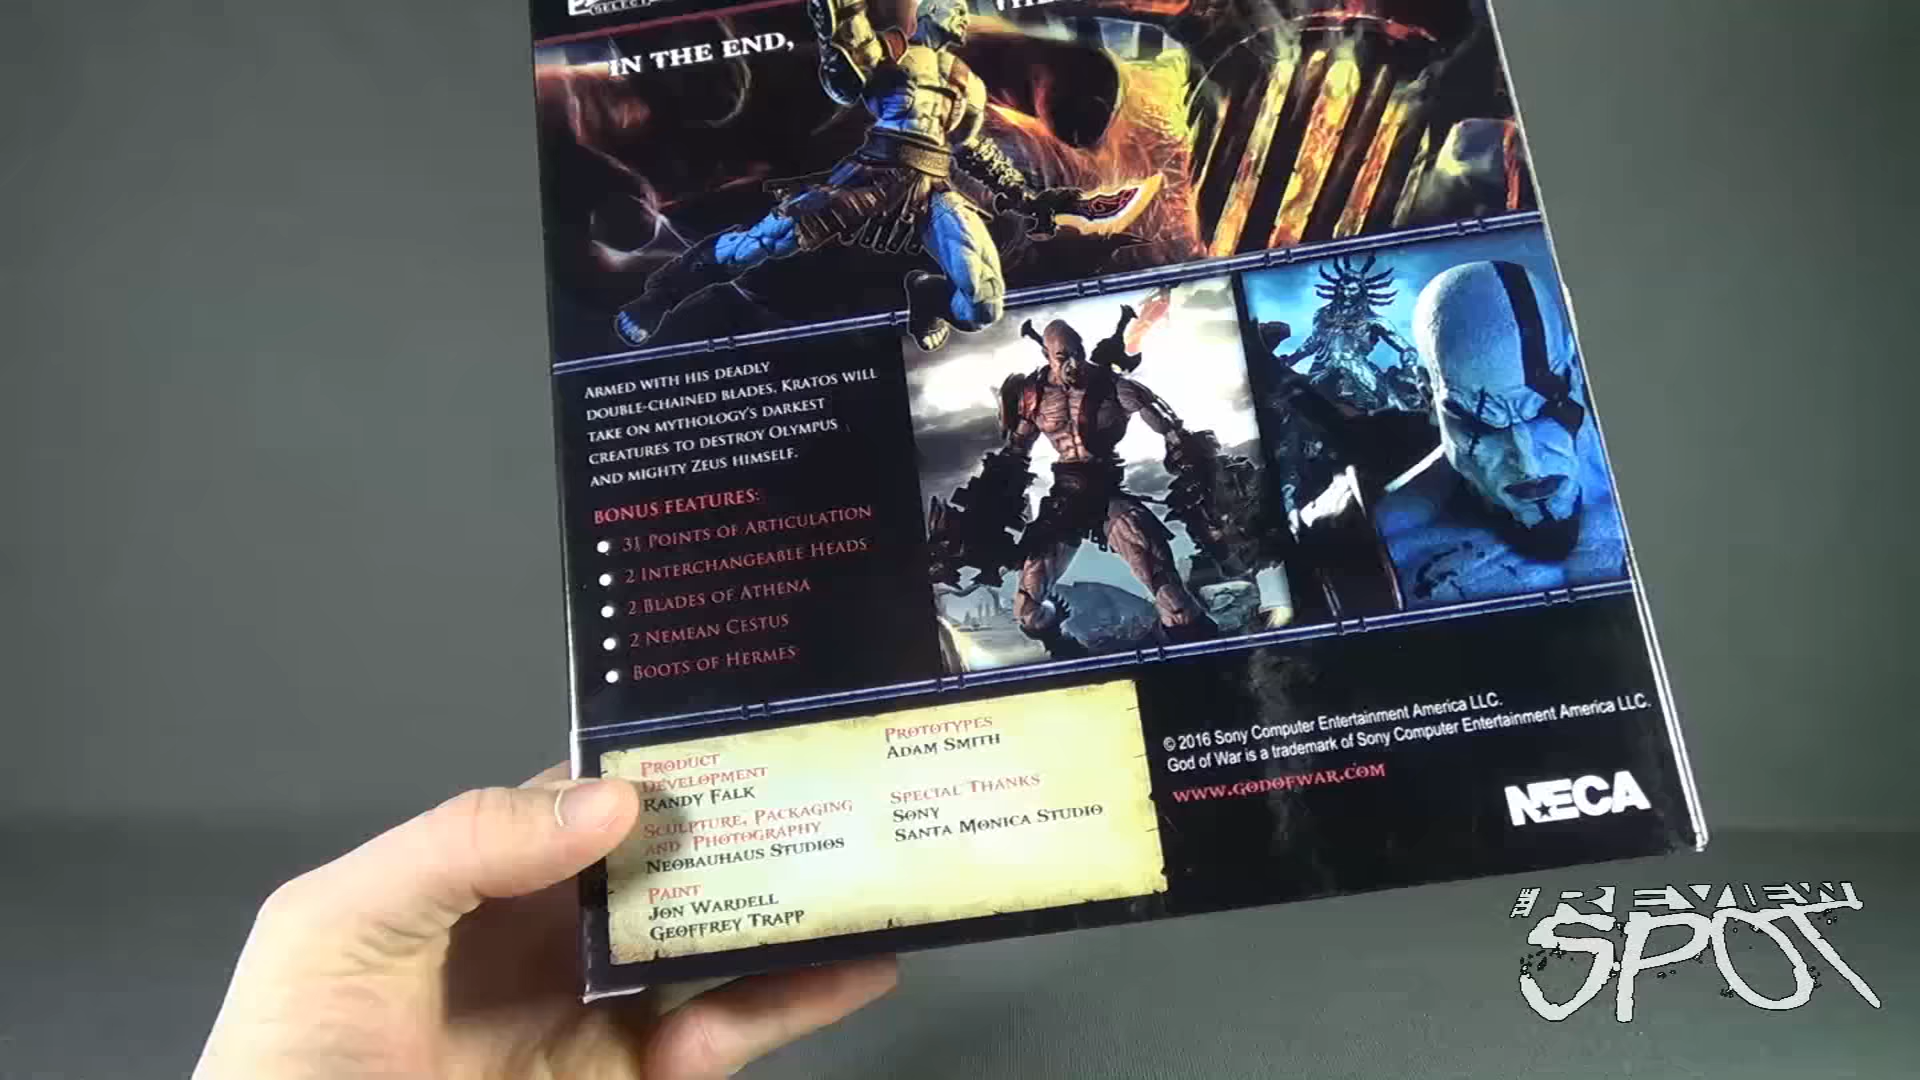 SELECT
IN THE END,
ARMED WITH HIS DEADLY
DOUBLE-CHAINED BLADES, KRATOS WILL
TAKE ON MYTHOLOGY'S DARKEST
CREATURES TO DESTROY OLYMPUS
AND MIGHTY ZEUS HIMSELF.
BONUS FEATURES:
31 POINTS OF ARTICULATION
2 INTERCHANGEABLE HEADS
2 BLADES OF ATHENA
2 NEMEAN CESTUS
BOOTS OF HERMES
PRODUCT
DEVELOPMENT
RANDY FALK
SCULPTURE, PACKAGING
AND PHOTOGRAPHY
NEOBAUHAUS STUDIOS
PAINT
JON WARDELL
GEOFFREY TRAPP
PROTOTYPES
ADAM SMITH
SPECIAL THANKS
SONY
SANTA MONICA STUDIO
© 2016 Sony Computer Entertainment America LLC.
God of War is a trademark of Sony Computer Entertainment America LLC.
WWW.GODOFWAR.COM
NECA
THE REVIEW
SPOT